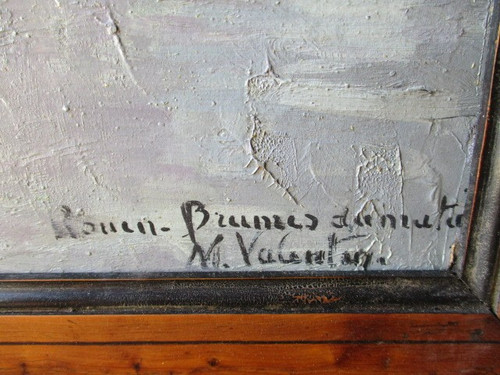 Rouen. Brumes du matin
M. Valentin.